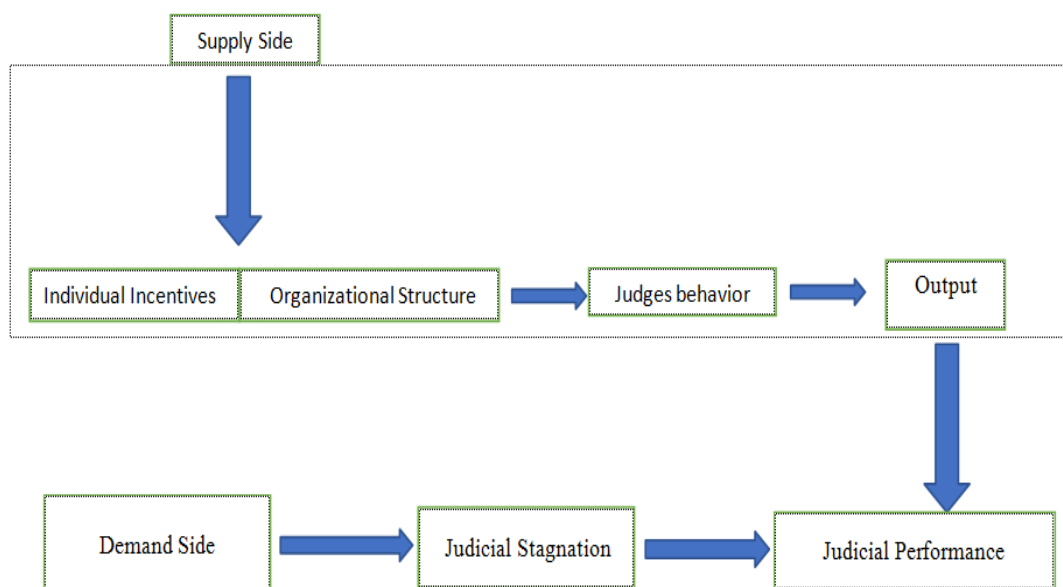 Supply Side
Individual Incentives
Organizational Structure
Judges behavior
Output
Demand Side
Judicial Stagnation
Judicial Performance